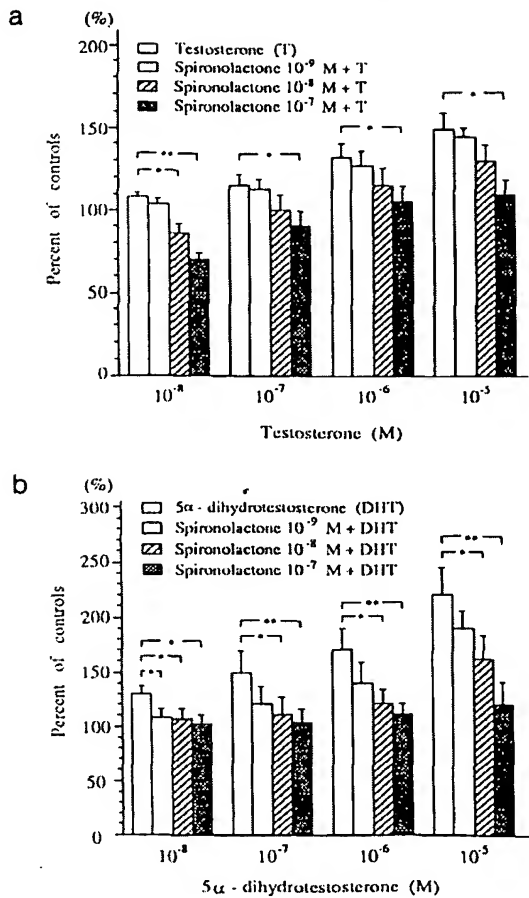 a
(%)
200
150
100
50
0
Percent of controls
Testosterone (T)
Spironolactone 10⁻⁹ M + T
Spironolactone 10⁻⁸ M + T
Spironolactone 10⁻⁷ M + T
** * * * *
10⁻⁸ 10⁻⁷ 10⁻⁶ 10⁻⁵
Testosterone (M)
b
(%)
300
250
200
150
100
50
0
Percent of controls
5α - dihydrotestosterone (DHT)
Spironolactone 10⁻⁹ M + DHT
Spironolactone 10⁻⁸ M + DHT
Spironolactone 10⁻⁷ M + DHT
* * * ** * ** * ** *
10⁻⁸ 10⁻⁷ 10⁻⁶ 10⁻⁵
5α - dihydrotestosterone (M)